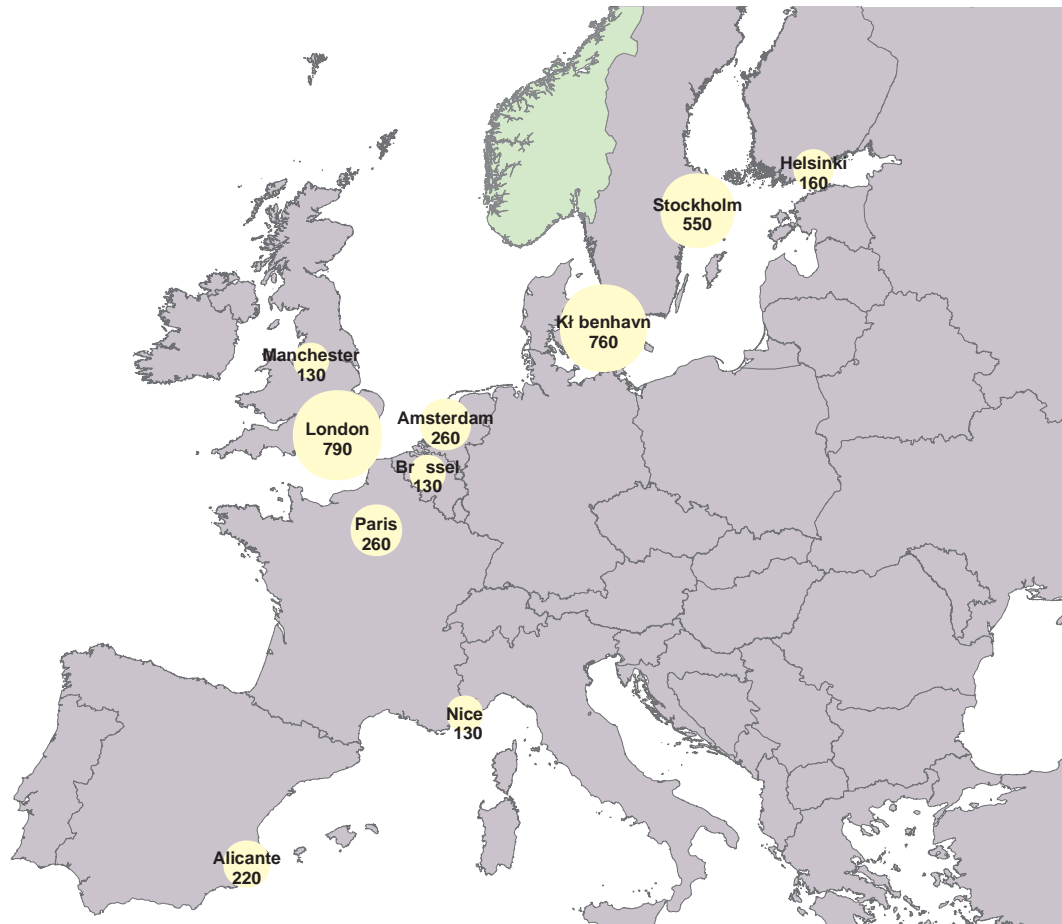 Helsinki
160
Stockholm
550
Kł benhavn
760
Manchester
130
London
790
Amsterdam
260
Br ssel
130
Paris
260
Nice
130
Alicante
220